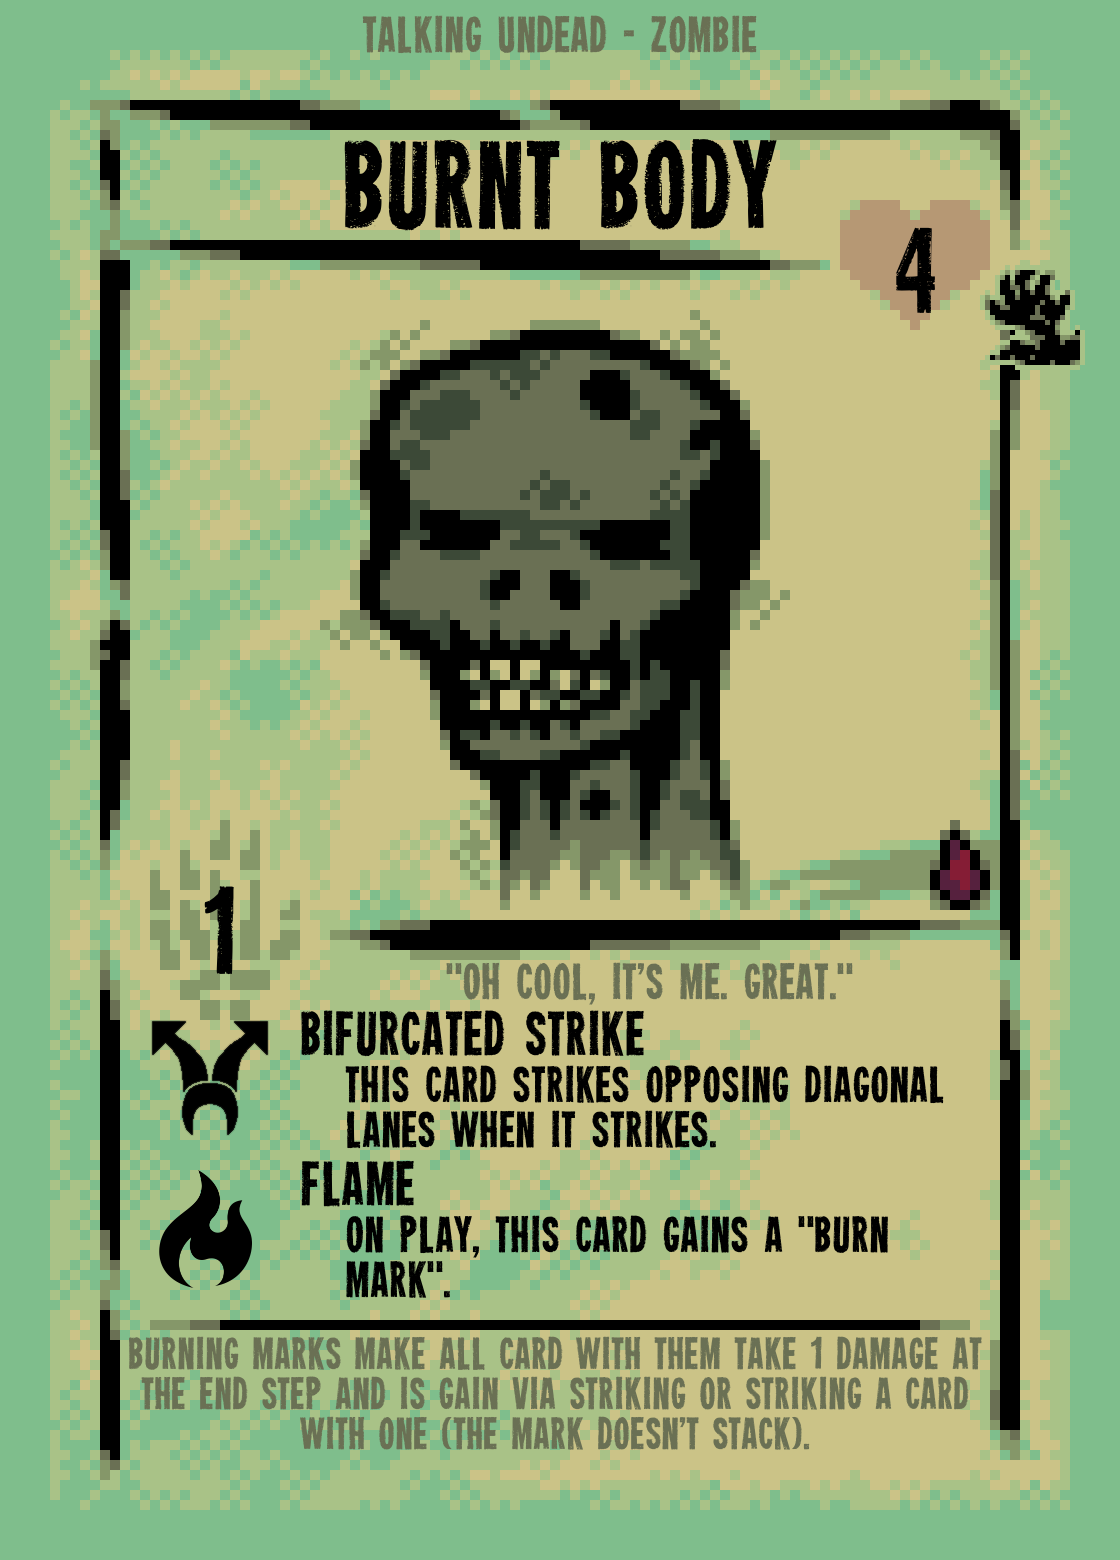 TALKING UNDEAD - ZOMBIE
BURNT BODY
4
1
"OH COOL, IT'S ME. GREAT."
BIFURCATED STRIKE
THIS CARD STRIKES OPPOSING DIAGONAL
LANES WHEN IT STRIKES.
FLAME
ON PLAY, THIS CARD GAINS A "BURN
MARK".
BURNING MARKS MAKE ALL CARD WITH THEM TAKE 1 DAMAGE AT
THE END STEP AND IS GAIN VIA STRIKING OR STRIKING A CARD
WITH ONE (THE MARK DOESN'T STACK).